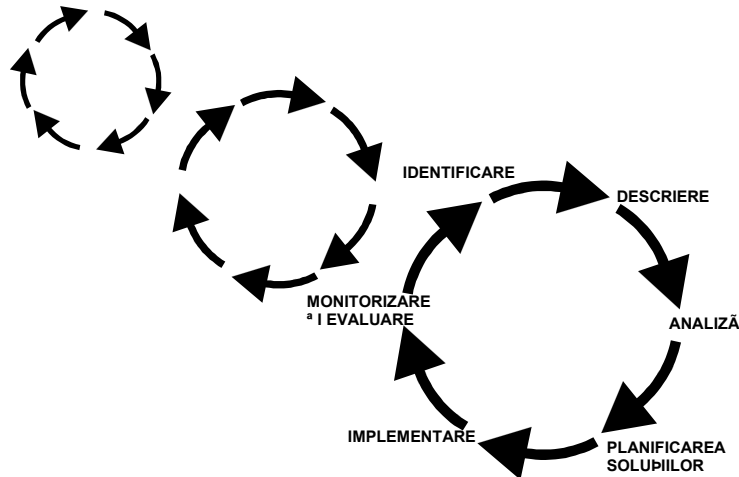 IDENTIFICARE
DESCRIERE
ANALIZÃ
PLANIFICAREA
SOLUÞIILOR
IMPLEMENTARE
MONITORIZARE
ª I EVALUARE